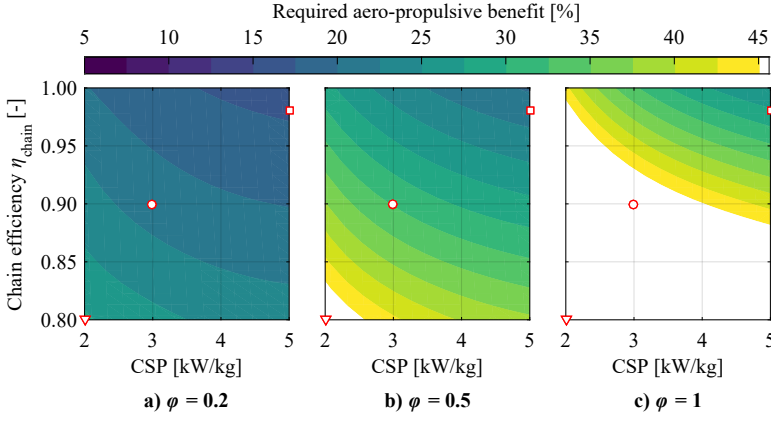 Required aero-propulsive benefit [%]
5 10 15 20 25 30 35 40 45
Chain efficiency η_chain [-]
1.00
0.95
0.90
0.85
0.80
2 3 4 5 2 3 4 5 2 3 4 5
CSP [kW/kg] CSP [kW/kg] CSP [kW/kg]
a) φ = 0.2 b) φ = 0.5 c) φ = 1